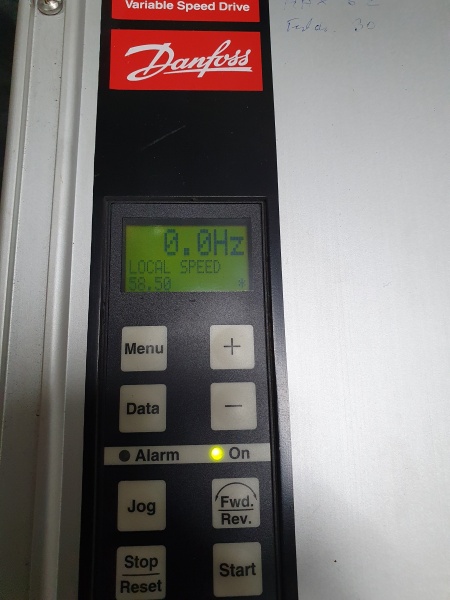 Variable Speed Drive
Danfoss
0.0Hz
LOCAL SPEED
58.50 *
Menu
+
Data
-
Alarm
On
Jog
Fwd.
Rev.
Stop
Reset
Start
30